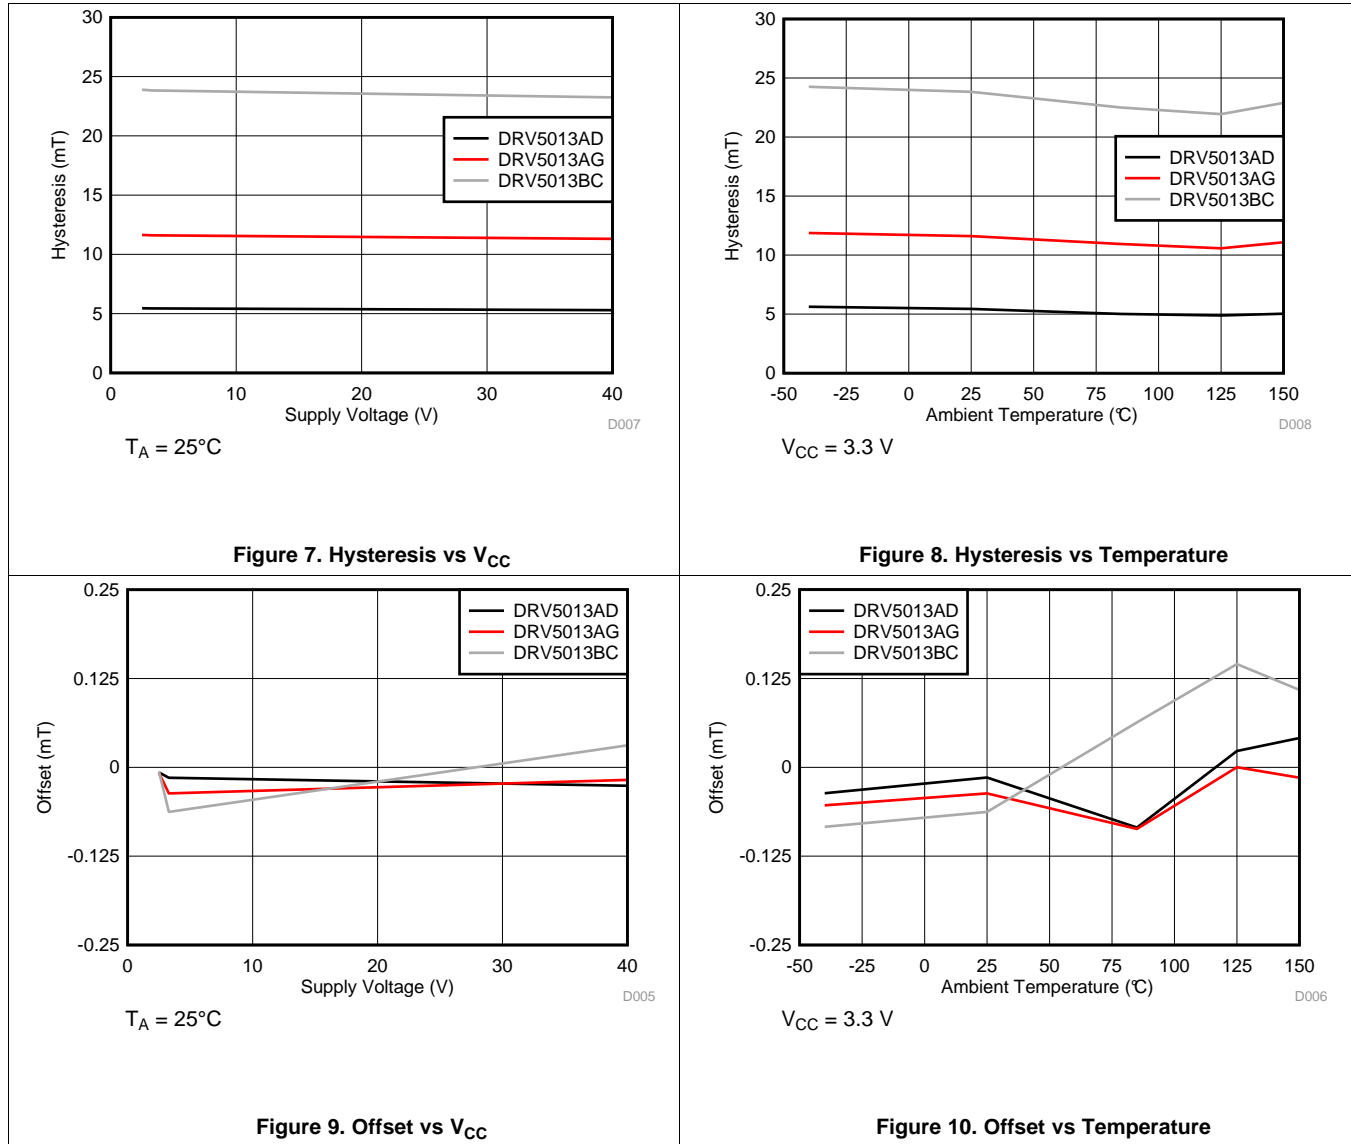 30
25
20
15
10
5
0
Hysteresis (mT)
DRV5013AD
DRV5013AG
DRV5013BC
0 10 20 30 40
Supply Voltage (V)
D007
T_A = 25°C
Figure 7. Hysteresis vs V_CC
30
25
20
15
10
5
0
Hysteresis (mT)
DRV5013AD
DRV5013AG
DRV5013BC
-50 -25 0 25 50 75 100 125 150
Ambient Temperature (°C)
D008
V_CC = 3.3 V
Figure 8. Hysteresis vs Temperature
0.25
0.125
0
-0.125
-0.25
Offset (mT)
DRV5013AD
DRV5013AG
DRV5013BC
0 10 20 30 40
Supply Voltage (V)
D005
T_A = 25°C
Figure 9. Offset vs V_CC
0.25
0.125
0
-0.125
-0.25
Offset (mT)
DRV5013AD
DRV5013AG
DRV5013BC
-50 -25 0 25 50 75 100 125 150
Ambient Temperature (°C)
D006
V_CC = 3.3 V
Figure 10. Offset vs Temperature